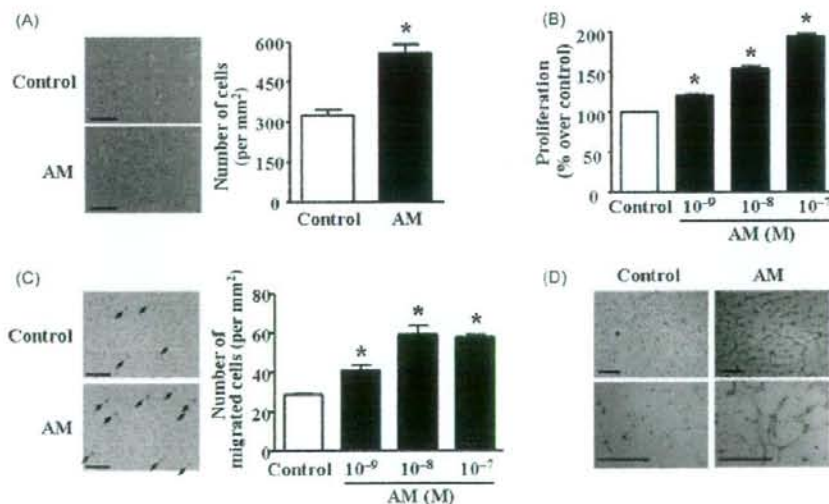 (A)
Control
AM
Number of cells
(per mm²)
600
450
300
150
0
*
Control AM
(B)
Proliferation
(% over control)
200
150
100
50
0
* * *
Control 10⁻⁹ 10⁻⁸ 10⁻⁷
AM (M)
(C)
Control
AM
Number of
migrated cells (per mm²)
80
60
40
20
0
* * *
Control 10⁻⁹ 10⁻⁸ 10⁻⁷
AM (M)
(D)
Control AM